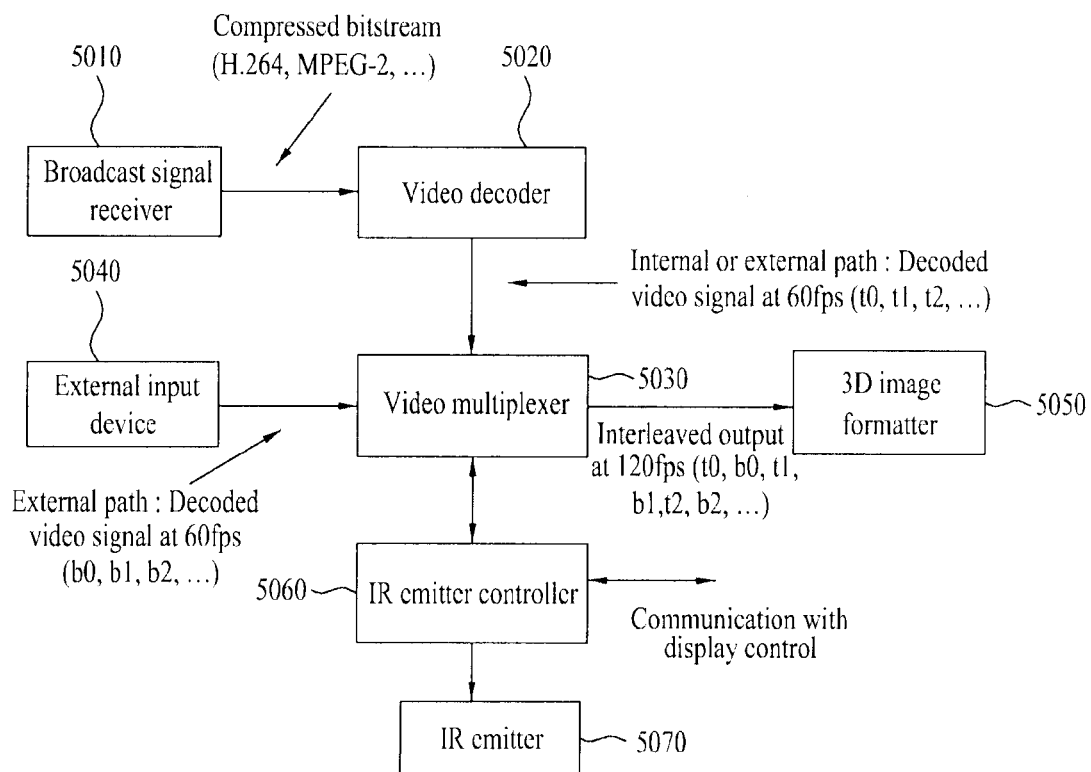 Compressed bitstream
(H.264, MPEG-2, …)
5010
5020
Broadcast signal
receiver
Video decoder
Internal or external path : Decoded
video signal at 60fps (t0, t1, t2, …)
5040
External input
device
Video multiplexer
5030
3D image
formatter
5050
Interleaved output
at 120fps (t0, b0, t1,
b1,t2, b2, …)
External path : Decoded
video signal at 60fps
(b0, b1, b2, …)
5060
IR emitter controller
Communication with
display control
IR emitter
5070